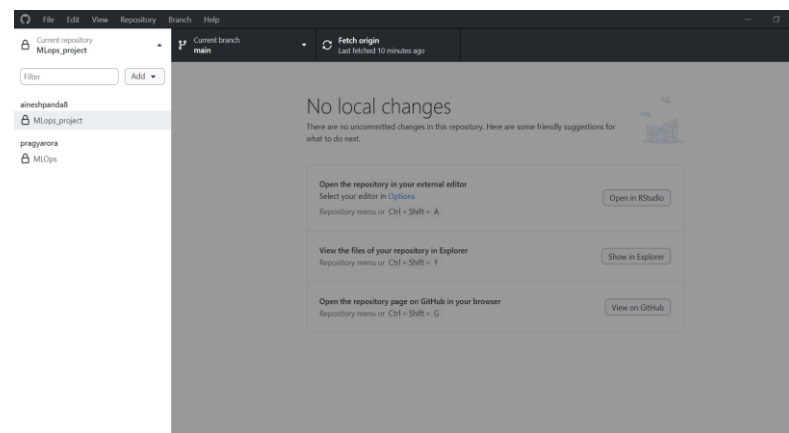 File Edit View Repository Branch Help
Current repository
MLops_project
Current branch
main
Fetch origin
Last fetched 10 minutes ago
Filter
Add
aineshpanda8
MLops_project
pragyarora
MLOps
No local changes
There are no uncommitted changes in this repository. Here are some friendly suggestions for
what to do next.
Open the repository in your external editor
Select your editor in Options
Repository menu or Ctrl + Shift + A
Open in RStudio
View the files of your repository in Explorer
Repository menu or Ctrl + Shift + F
Show in Explorer
Open the repository page on GitHub in your browser
Repository menu or Ctrl + Shift + G
View on GitHub